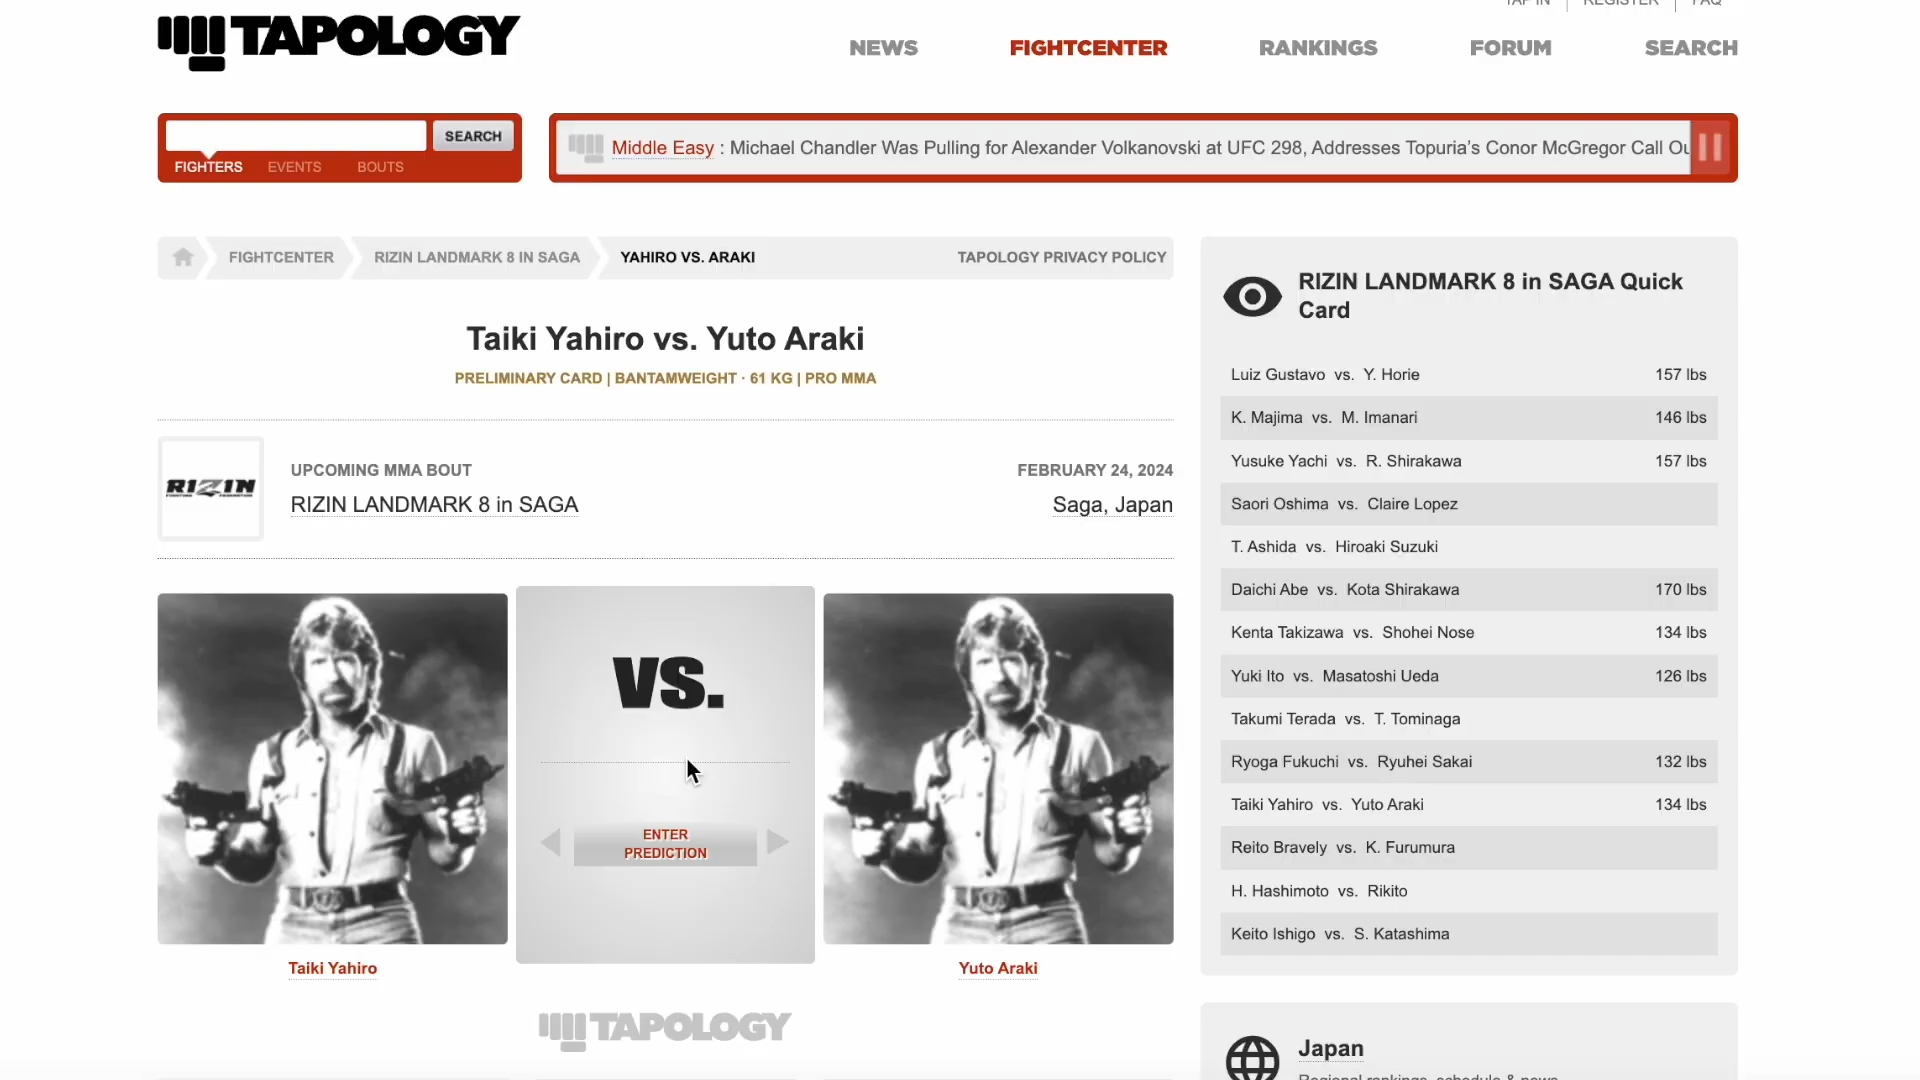 TAP IN
REGISTER
FAQ
TAPOLOGY
NEWS
FIGHTCENTER
RANKINGS
FORUM
SEARCH
SEARCH
FIGHTERS
EVENTS
BOUTS
Middle Easy : Michael Chandler Was Pulling for Alexander Volkanovski at UFC 298, Addresses Topuria's Conor McGregor Call Ou
FIGHTCENTER
RIZIN LANDMARK 8 IN SAGA
YAHIRO VS. ARAKI
TAPOLOGY PRIVACY POLICY
Taiki Yahiro vs. Yuto Araki
PRELIMINARY CARD | BANTAMWEIGHT · 61 KG | PRO MMA
RIZIN
UPCOMING MMA BOUT
RIZIN LANDMARK 8 in SAGA
FEBRUARY 24, 2024
Saga, Japan
VS.
ENTER
PREDICTION
Taiki Yahiro
Yuto Araki
TAPOLOGY
RIZIN LANDMARK 8 in SAGA Quick
Card
Luiz Gustavo vs. Y. Horie 157 lbs
K. Majima vs. M. Imanari 146 lbs
Yusuke Yachi vs. R. Shirakawa 157 lbs
Saori Oshima vs. Claire Lopez
T. Ashida vs. Hiroaki Suzuki
Daichi Abe vs. Kota Shirakawa 170 lbs
Kenta Takizawa vs. Shohei Nose 134 lbs
Yuki Ito vs. Masatoshi Ueda 126 lbs
Takumi Terada vs. T. Tominaga
Ryoga Fukuchi vs. Ryuhei Sakai 132 lbs
Taiki Yahiro vs. Yuto Araki 134 lbs
Reito Bravely vs. K. Furumura
H. Hashimoto vs. Rikito
Keito Ishigo vs. S. Katashima
Japan
Regional rankings, schedule & news